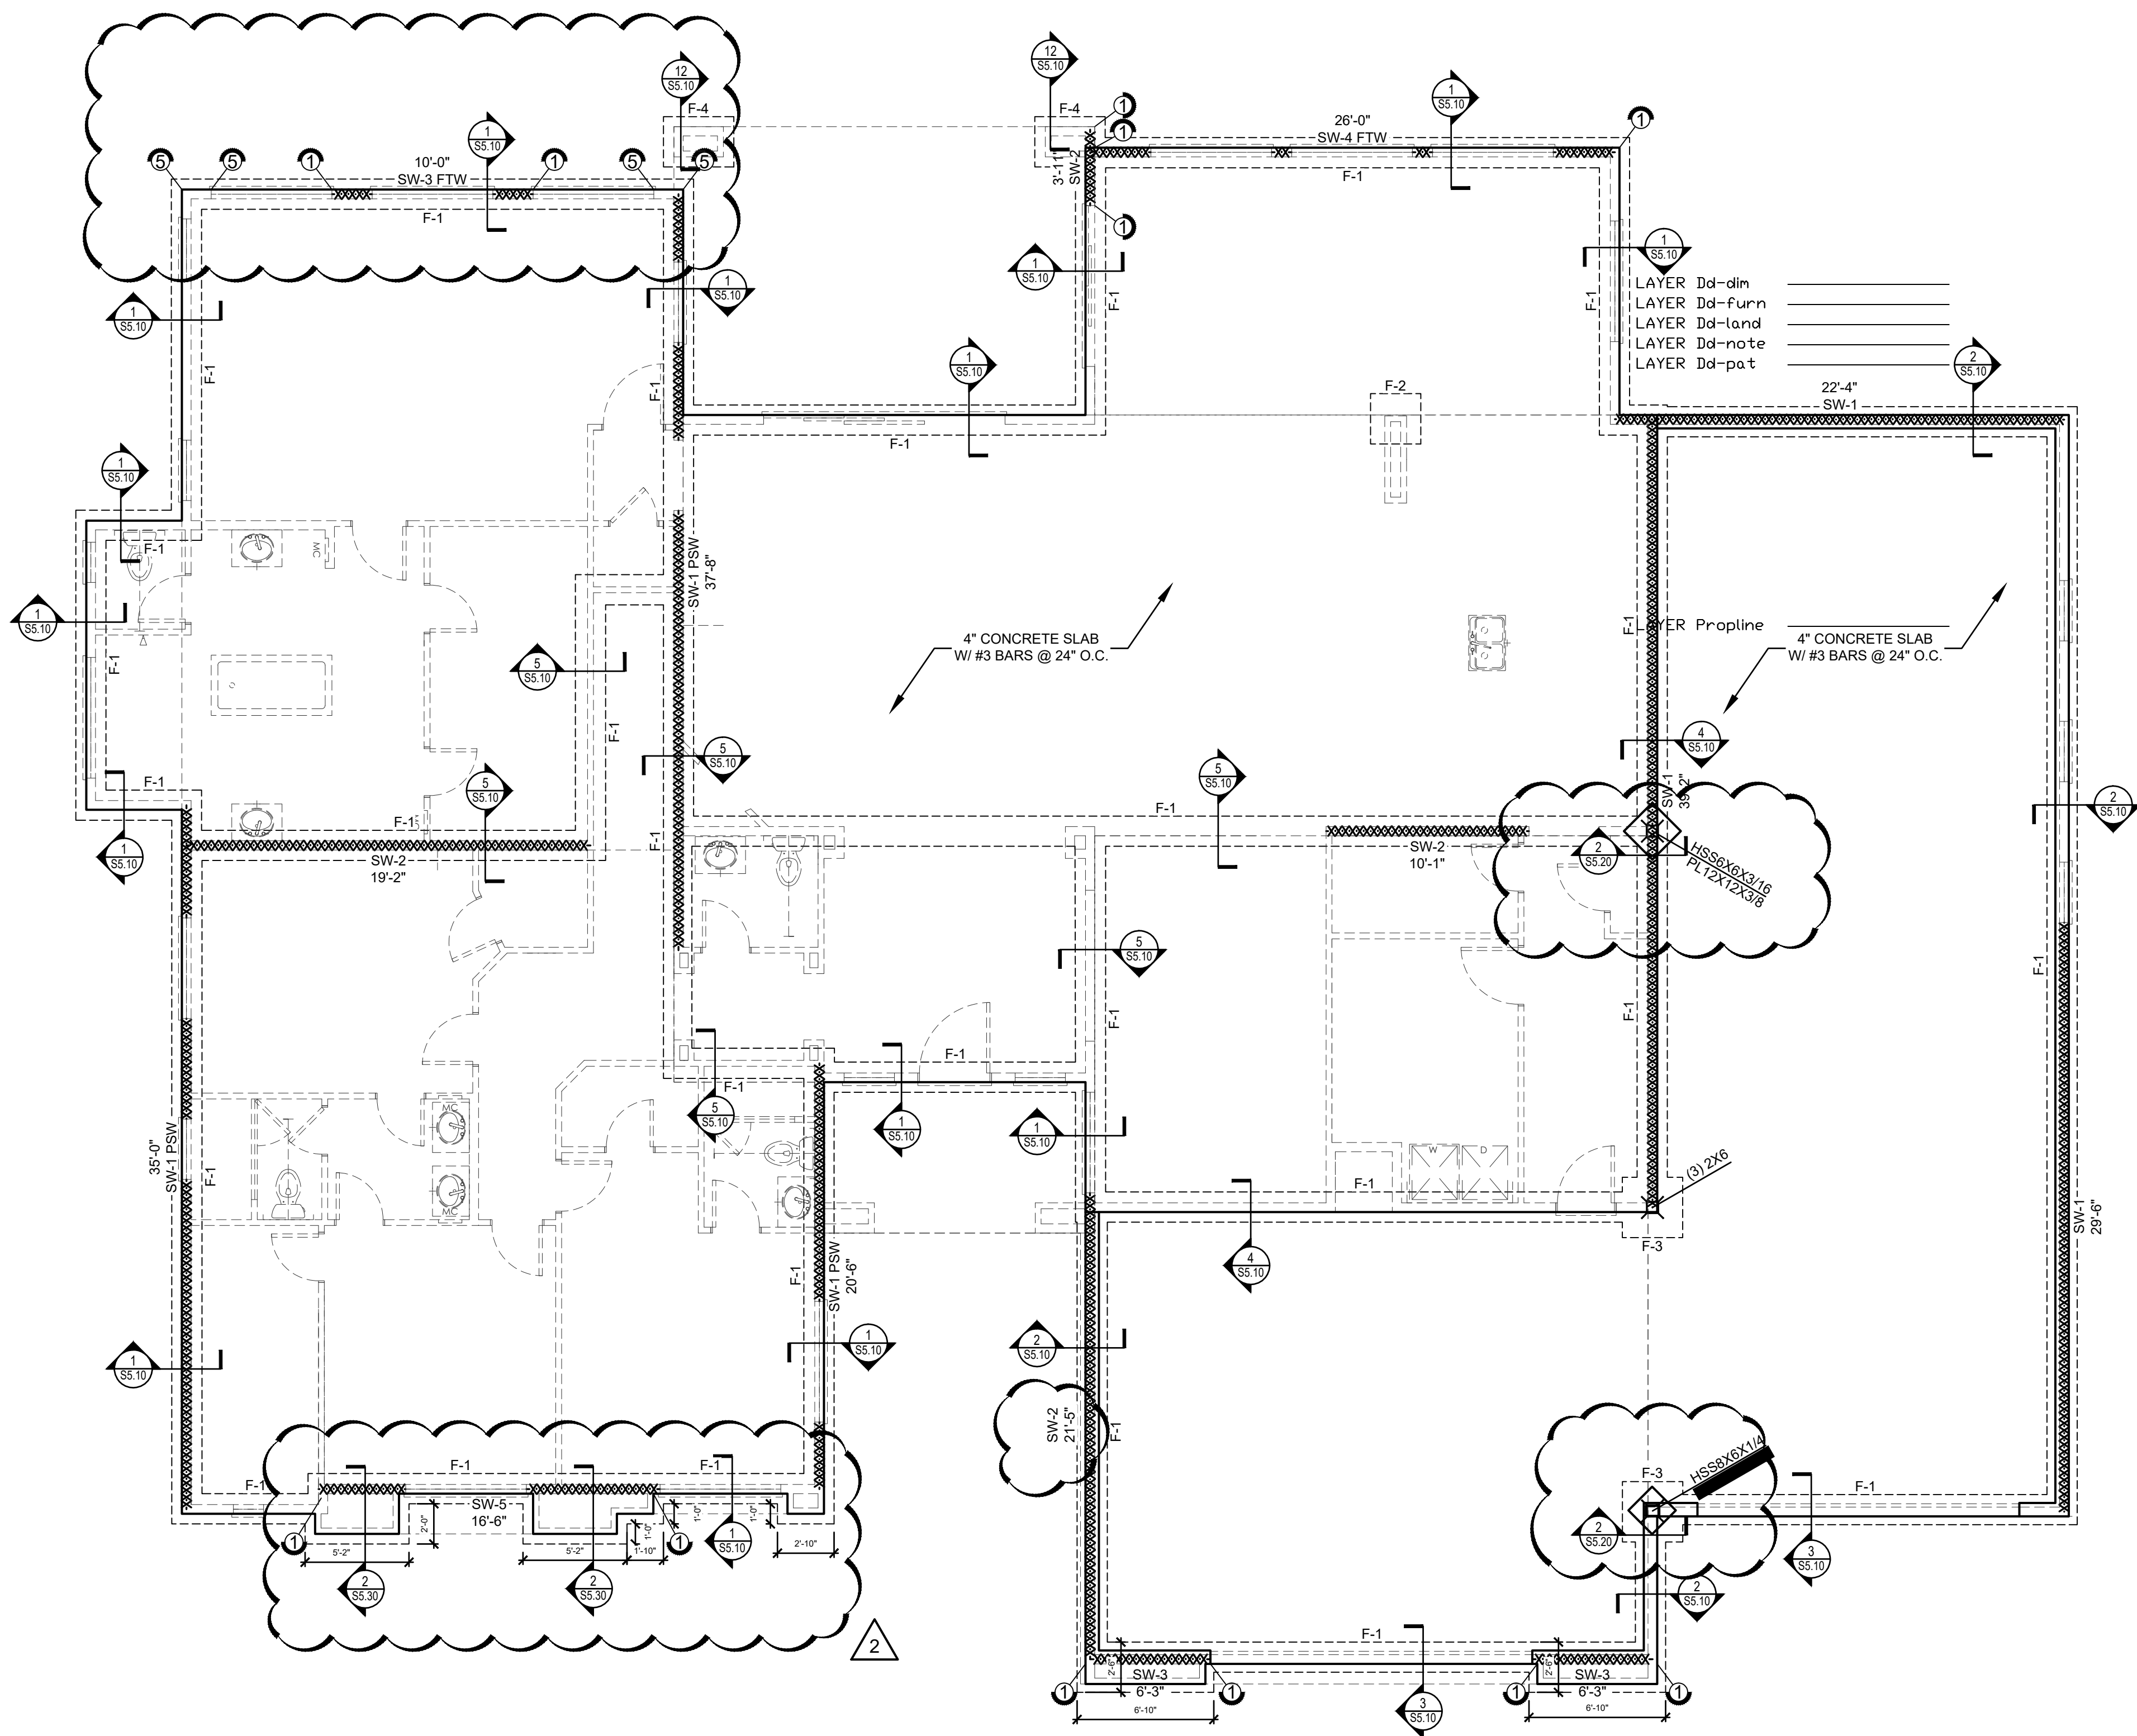 12
S5.10
12
S5.10
F-4
F-4
1
S5.10
1
S5.10
1
1
26'-0"
SW-4 FTW
1
F-1
5
5
1
10'-0"
SW-3 FTW
1
5
5
F-1
3'-11"
SW-2
1
1
S5.10
1
S5.10
1
S5.10
1
S5.10
F-1
F-1
LAYER Dd-dim
LAYER Dd-furn
LAYER Dd-land
LAYER Dd-note
LAYER Dd-pat
1
S5.10
2
S5.10
22'-4"
SW-1
F-1
F-1
F-2
F-1
1
S5.10
F-1
MC
SW-1 PSW
37'-8"
1
S5.10
F-1
5
S5.10
F-1
4" CONCRETE SLAB
W/ #3 BARS @ 24" O.C.
F-1
LAYER Propline
4" CONCRETE SLAB
W/ #3 BARS @ 24" O.C.
5
S5.10
4
S5.10
F-1
5
S5.10
5
S5.10
F-1
SW-1
39'-2"
2
S5.10
F-1
F-1
1
S5.10
SW-2
19'-2"
SW-2
10'-1"
2
S5.20
HSS6X6X3/16
PL12X12X3/8
5
S5.10
F-1
F-1
F-1
F-1
F-1
5
S5.10
1
S5.10
1
S5.10
MC
MC
35'-0"
SW-1 PSW
F-1
W
D
F-1
(3) 2X6
F-3
SW-1
29'-6"
4
S5.10
F-1
SW-1 PSW
20'-6"
1
S5.10
1
S5.10
2
S5.10
SW-2
21'-5"
F-1
F-1
F-1
F-1
SW-5
16'-6"
2'-0"
1'-0"
1'-0"
1'-0"
5'-2"
5'-2"
1'-10"
2'-10"
1
1
1
S5.10
2
S5.30
2
S5.30
2
F-3
HSS8X6X1/4
F-1
2
S5.20
3
S5.10
2
S5.10
F-1
2'-6"
2'-6"
SW-3
6'-3"
SW-3
6'-3"
1
1
1
1
6'-10"
6'-10"
3
S5.10